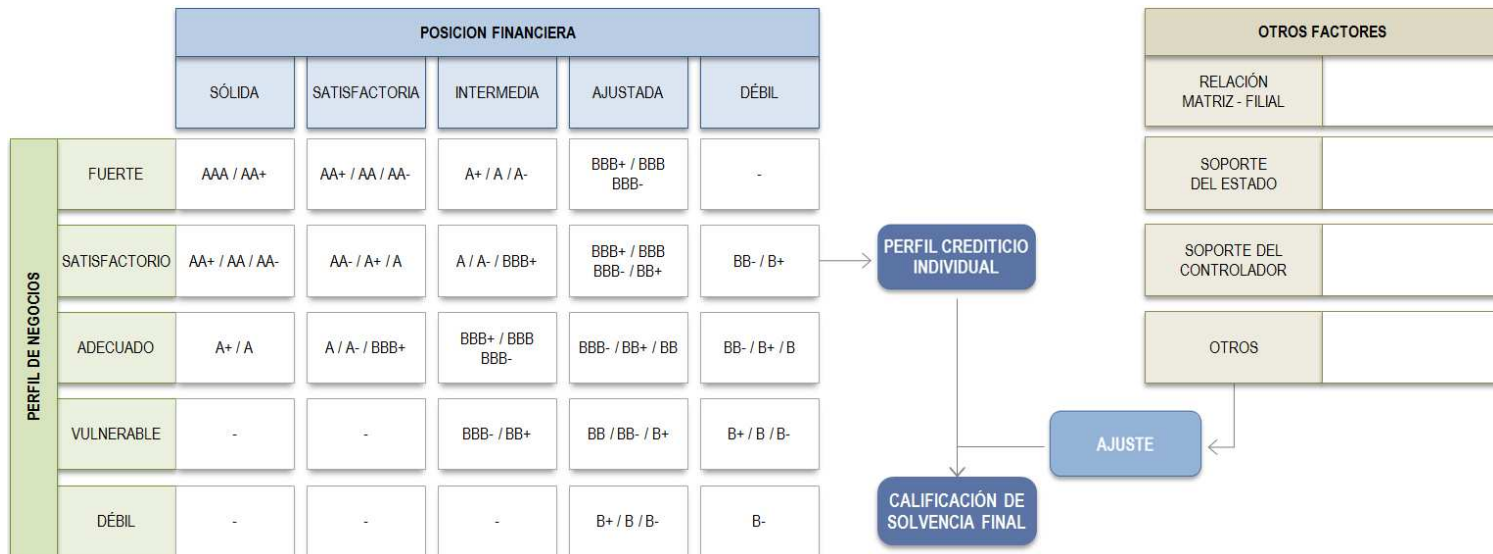 POSICION FINANCIERA
OTROS FACTORES
SÓLIDA
SATISFACTORIA
INTERMEDIA
AJUSTADA
DÉBIL
RELACIÓN
MATRIZ - FILIAL
PERFIL DE NEGOCIOS
FUERTE
AAA / AA+
AA+ / AA / AA-
A+ / A / A-
BBB+ / BBB
BBB-
-
SOPORTE
DEL ESTADO
SATISFACTORIO
AA+ / AA / AA-
AA- / A+ / A
A / A- / BBB+
BBB+ / BBB
BBB- / BB+
BB- / B+
PERFIL CREDITICIO
INDIVIDUAL
SOPORTE DEL
CONTROLADOR
ADECUADO
A+ / A
A / A- / BBB+
BBB+ / BBB
BBB-
BBB- / BB+ / BB
BB- / B+ / B
OTROS
VULNERABLE
-
-
BBB- / BB+
BB / BB- / B+
B+ / B / B-
AJUSTE
DÉBIL
-
-
-
B+ / B / B-
B-
CALIFICACIÓN DE
SOLVENCIA FINAL